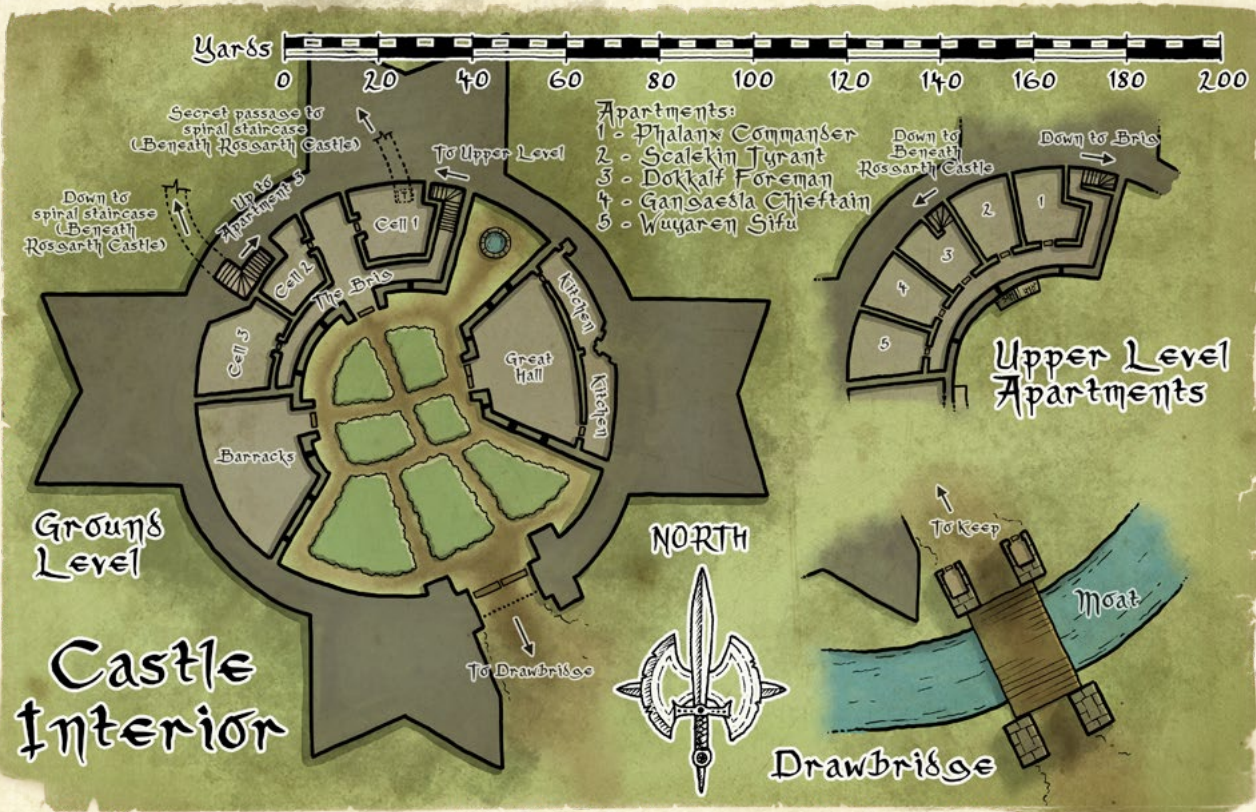 Yards
0 20 40 60 80 100 120 140 160 180 200
Secret passage to
spiral staircase
(Beneath Rosgarth Castle)
To Upper Level
Apartments:
1 - Phalanx Commander
2 - Scalekin Tyrant
3 - Dokkalf Foreman
4 - Gangaedla Chieftain
5 - Wuyaren Sifu
Down to
Beneath
Rosgarth Castle
Down to Brig
Down to
spiral staircase
(Beneath
Rosgarth Castle)
Up to
Apartment 3
Cell 1
Cell 2
The Brig
Cell 3
Kitchen
Great
Hall
Kitchen
Barracks
1
2
3
4
5
Upper Level
Apartments
Ground
Level
NORTH
To Keep
Moat
To Drawbridge
Castle
Interior
Drawbridge